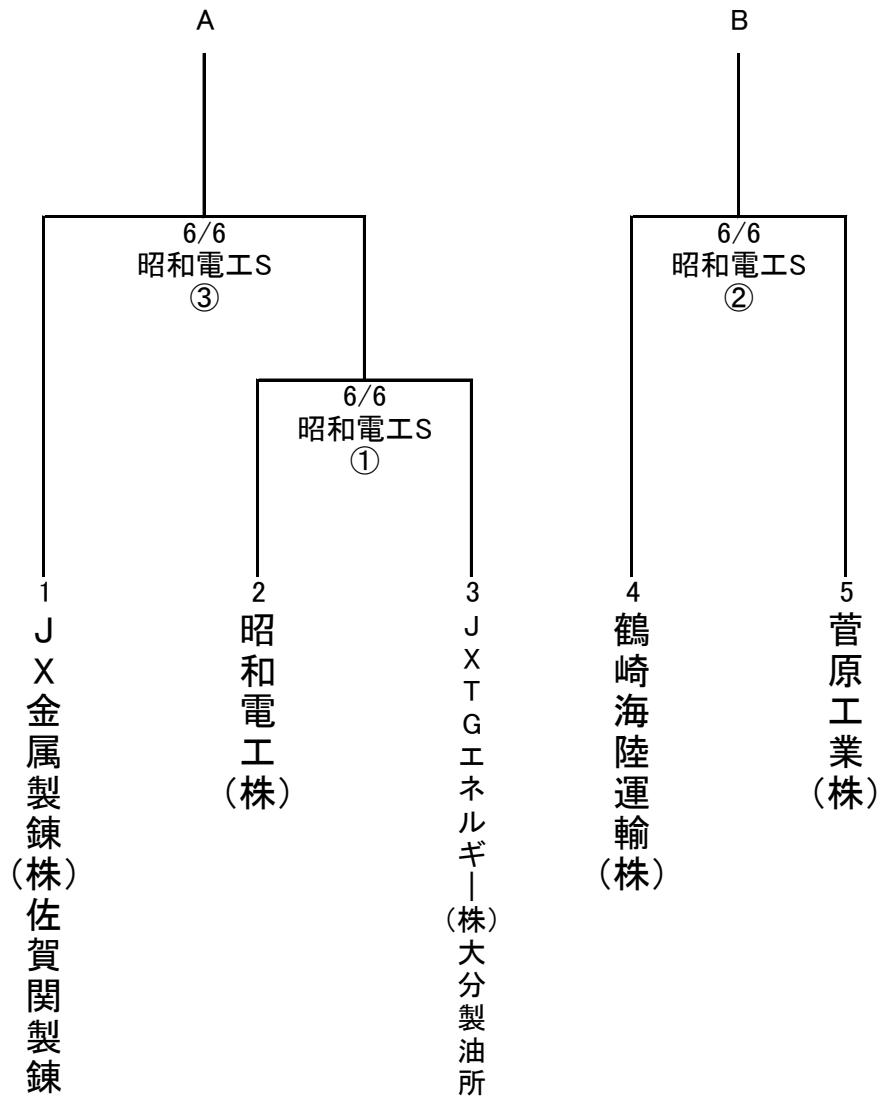 A
B
6/6
昭和電工S
③
6/6
昭和電工S
②
6/6
昭和電工S
①
1
JX金属製錬(株)佐賀関製錬
2
昭和電工(株)
3
JXTGエネルギー(株)大分製油所
4
鶴崎海陸運輸(株)
5
菅原工業(株)